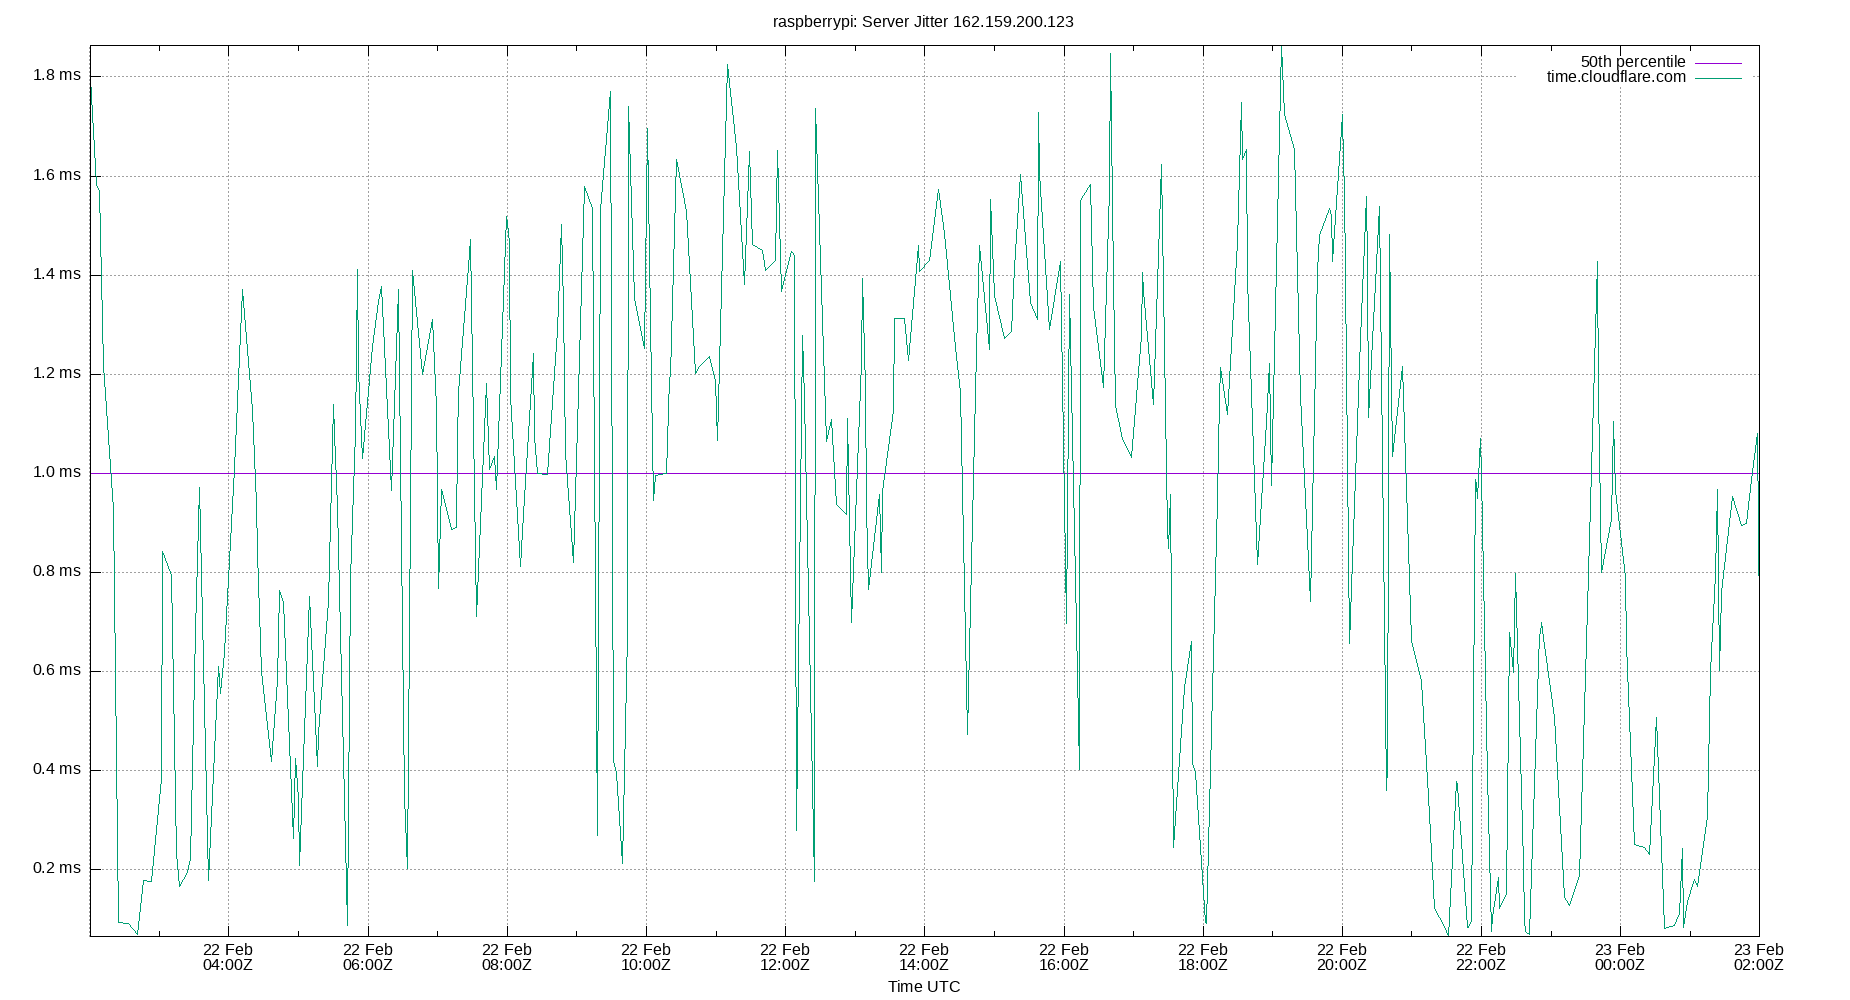 raspberrypi: Server Jitter 162.159.200.123
50th percentile
time.cloudflare.com
1.8 ms
1.6 ms
1.4 ms
1.2 ms
1.0 ms
0.8 ms
0.6 ms
0.4 ms
0.2 ms
22 Feb 22 Feb 22 Feb 22 Feb 22 Feb 22 Feb 22 Feb 22 Feb 22 Feb 22 Feb 23 Feb 23 Feb
04:00Z 06:00Z 08:00Z 10:00Z 12:00Z 14:00Z 16:00Z 18:00Z 20:00Z 22:00Z 00:00Z 02:00Z
Time UTC